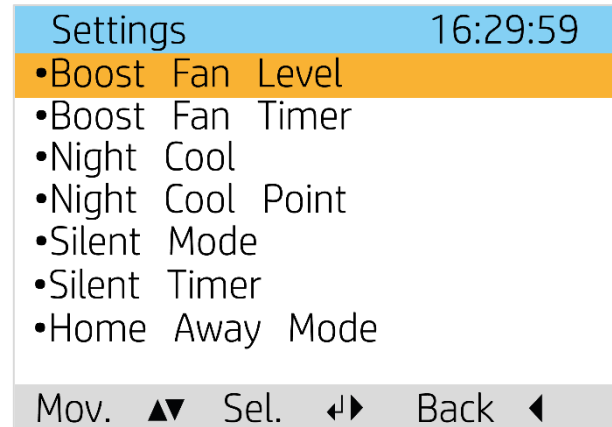 Settings 16:29:59
•Boost Fan Level
•Boost Fan Timer
•Night Cool
•Night Cool Point
•Silent Mode
•Silent Timer
•Home Away Mode
Mov. ▲▼ Sel. ↲▶ Back ◀